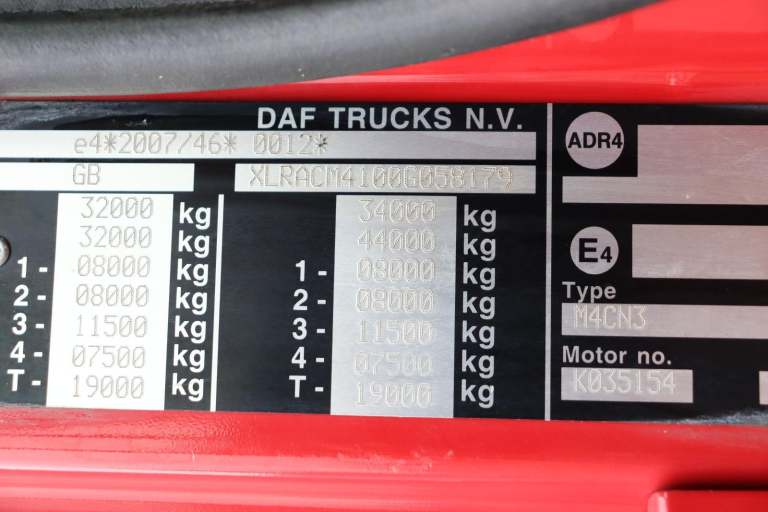 DAF TRUCKS N.V.
e4*2007/46* 0012*
GB XLRACM4100G058179
32000 kg 34000 kg
32000 kg 44000 kg
1- 08000 kg 1- 08000 kg
2- 08000 kg 2- 08000 kg
3- 11500 kg 3- 11500 kg
4- 07500 kg 4- 07500 kg
T- 19000 kg T- 19000 kg
ADR4
E4
Type
M4CN3
Motor no.
K035154